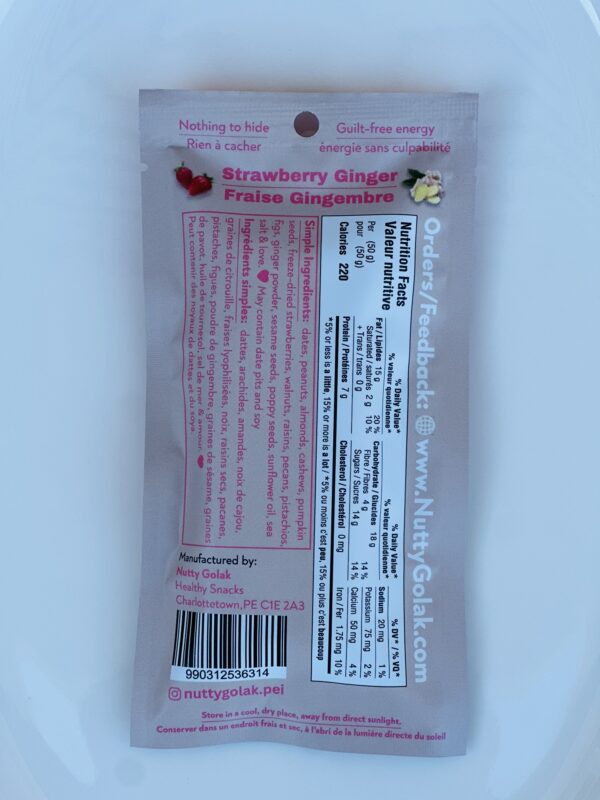 Nothing to hide
Rien à cacher
Guilt-free energy
énergie sans culpabilité
Strawberry Ginger
Fraise Gingembre
Orders/Feedback: www.NuttyGolak.com
Nutrition Facts
Valeur nutritive
Per (50 g)
pour (50 g)
Calories 220
% Daily Value*
% valeur quotidienne*
Fat / Lipides 15 g 20 %
Saturated / saturés 2 g 10 %
+ Trans / trans 0 g
Protein / Protéines 7 g
% Daily Value*
% valeur quotidienne*
Carbohydrate / Glucides 18 g
Fibre / Fibres 4 g 14 %
Sugars / Sucres 14 g 14 %
Cholesterol / Cholestérol 0 mg
% DV* / % VQ*
Sodium 20 mg 1 %
Potassium 75 mg 2 %
Calcium 50 mg 4 %
Iron / Fer 1.75 mg 10 %
*5% or less is a little, 15% or more is a lot / *5% ou moins c'est peu, 15% ou plus c'est beaucoup
Simple Ingredients: dates, peanuts, almonds, cashews, pumpkin
seeds, freeze-dried strawberries, walnuts, raisins, pecans, pistachios,
figs, ginger powder, sesame seeds, poppy seeds, sunflower oil, sea
salt & love. May contain date pits and soy
Ingrédients simples: dattes, arachides, amandes, noix de cajou,
graines de citrouille, fraises lyophilisées, noix, raisins secs, pacanes,
pistaches, figues, poudre de gingembre, graines de sésame, graines
de pavot, huile de tournesol, sel de mer & amour.
Peut contenir des noyaux de dattes et du soya.
Manufactured by:
Nutty Golak
Healthy Snacks
Charlottetown,PE C1E 2A3
990312536314
nuttygolak.pei
Store in a cool, dry place, away from direct sunlight.
Conserver dans un endroit frais et sec, à l'abri de la lumière directe du soleil